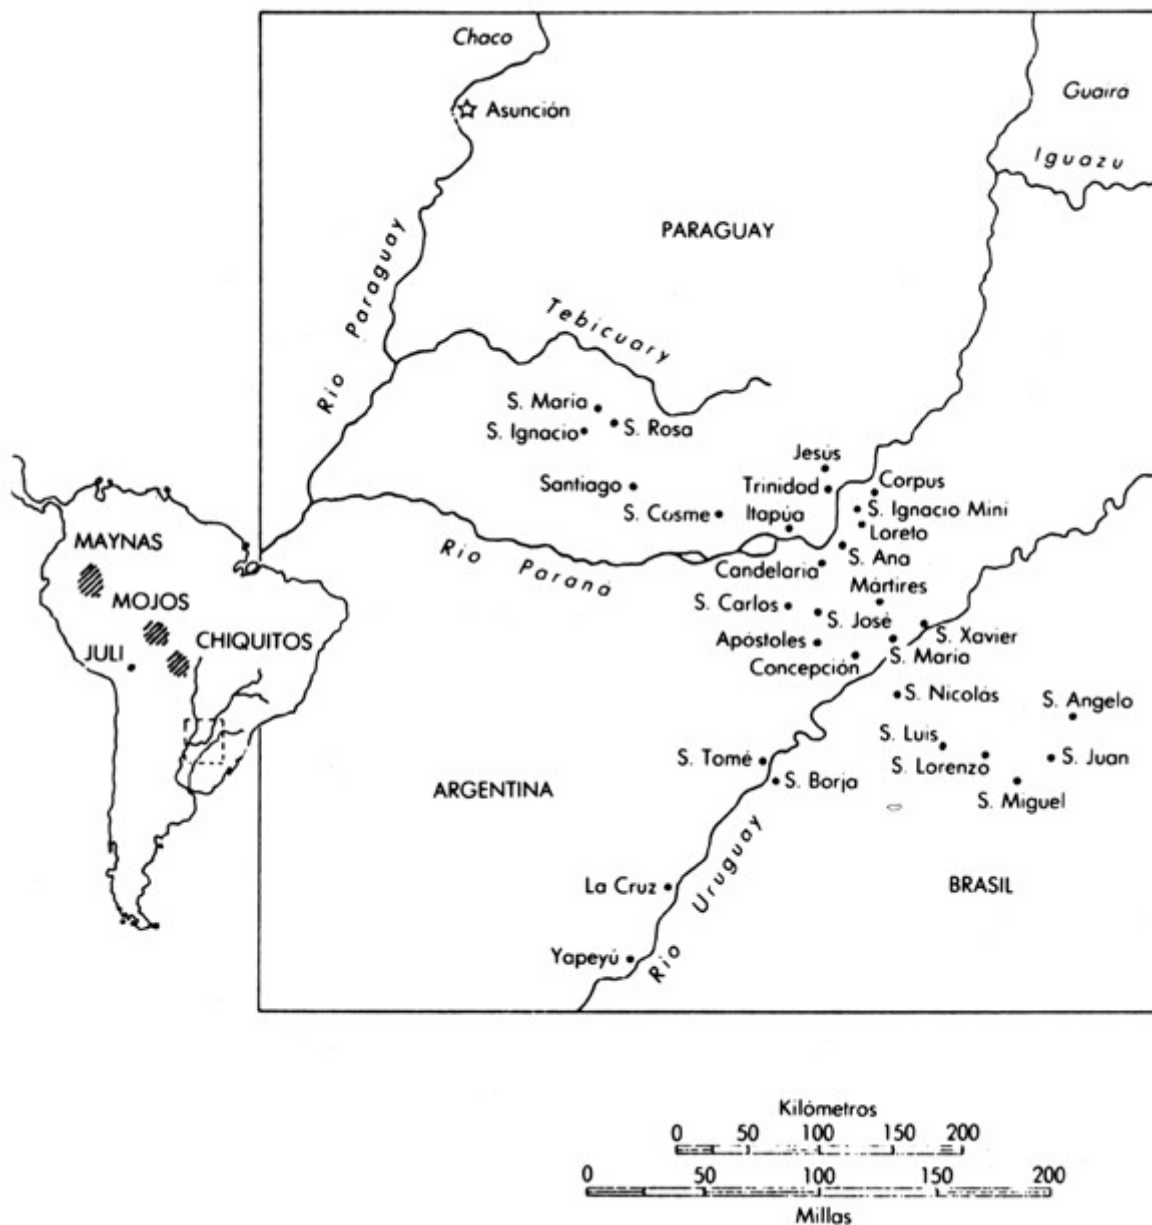 Chaco
Asunción
Guairá
Iguazu
PARAGUAY
Rio Paraguay
Tebicuary
S. Maria
S. Rosa
S. Ignacio
Jesús
Santiago
Trinidad
Corpus
S. Cosme
Itapúa
S. Ignacio Mini
Loreto
Rio Paraná
S. Ana
Candelaria
Mártires
S. Carlos
S. José
S. Xavier
Apóstoles
S. Maria
Concepción
S. Nicolás
S. Angelo
S. Luis
S. Tomé
S. Lorenzo
S. Juan
S. Borja
S. Miguel
ARGENTINA
Rio Uruguay
La Cruz
BRASIL
Yapeyú
MAYNAS
MOJOS
CHIQUITOS
JULI
Kilómetros
0 50 100 150 200
0 50 100 150 200
Millas